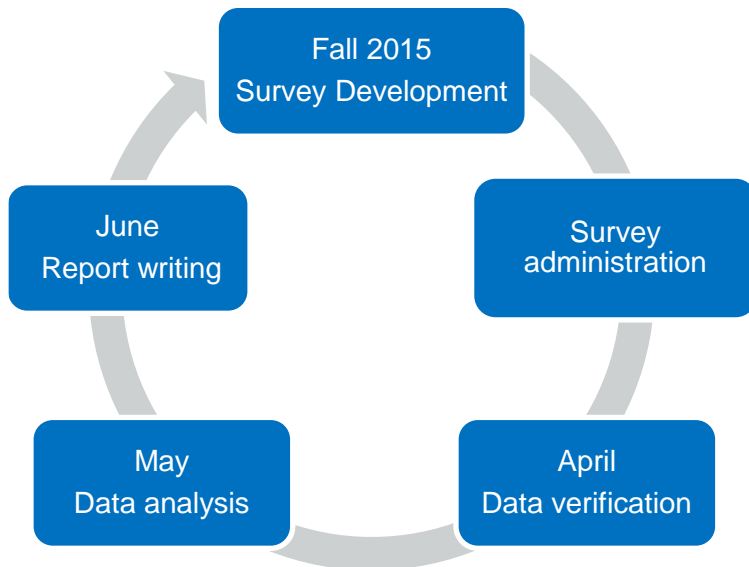 Fall 2015
Survey Development
Survey
administration
April
Data verification
May
Data analysis
June
Report writing